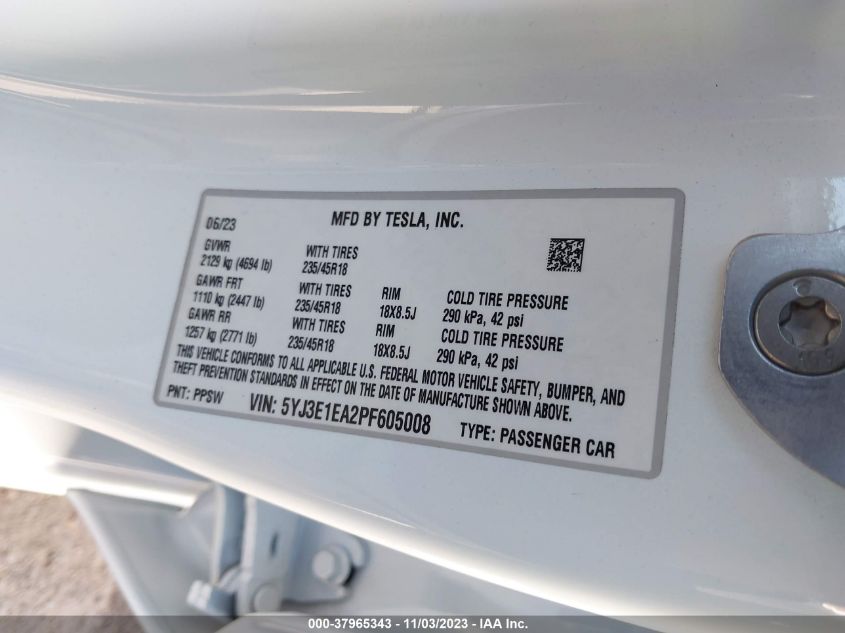 06/23 MFD BY TESLA, INC.
GVWR WITH TIRES
2129 kg (4694 lb) 235/45R18
GAWR FRT WITH TIRES RIM COLD TIRE PRESSURE
1110 kg (2447 lb) 235/45R18 18X8.5J 290 kPa, 42 psi
GAWR RR WITH TIRES RIM COLD TIRE PRESSURE
1257 kg (2771 lb) 235/45R18 18X8.5J 290 kPa, 42 psi
THIS VEHICLE CONFORMS TO ALL APPLICABLE U.S. FEDERAL MOTOR VEHICLE SAFETY, BUMPER, AND
THEFT PREVENTION STANDARDS IN EFFECT ON THE DATE OF MANUFACTURE SHOWN ABOVE.
PNT: PPSW VIN: 5YJ3E1EA2PF605008 TYPE: PASSENGER CAR
000-37965343 - 11/03/2023 - IAA Inc.